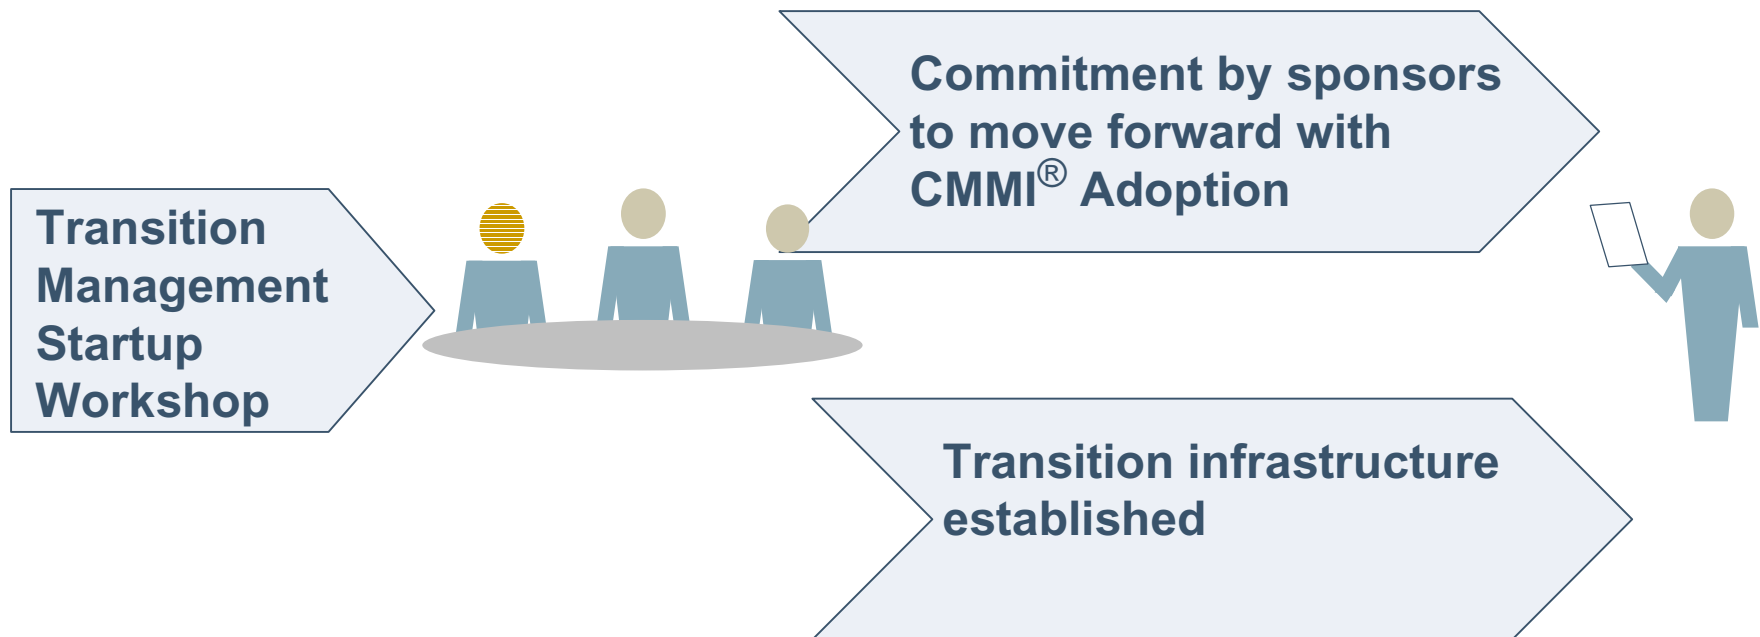 Transition
Management
Startup
Workshop
Commitment by sponsors
to move forward with
CMMI® Adoption
Transition infrastructure
established